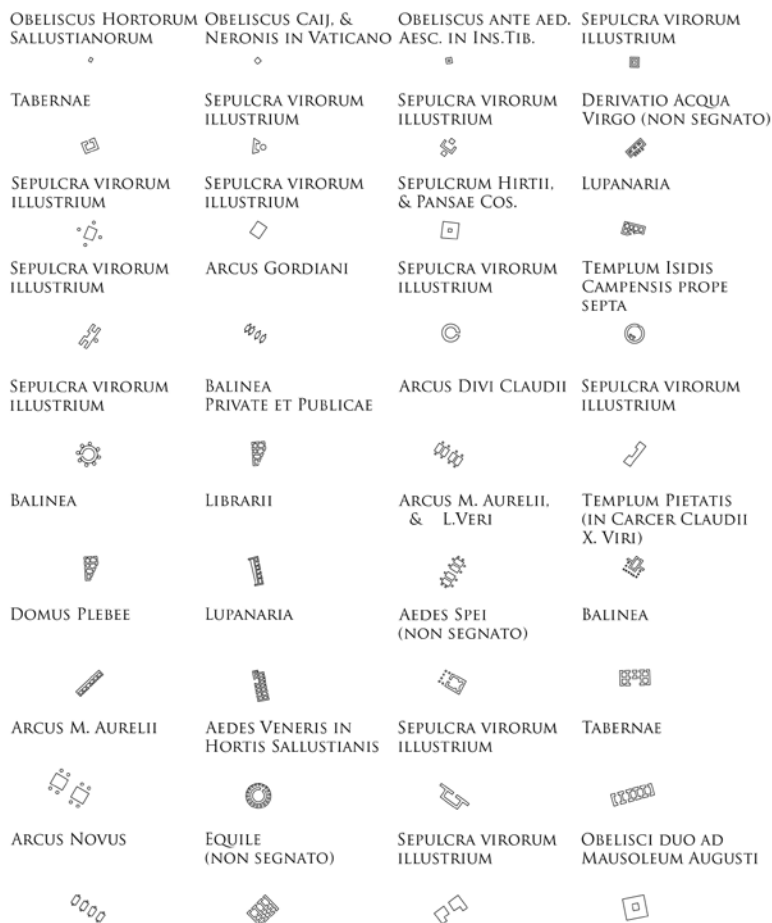 Obeliscus Hortorum
Sallustianorum
Obeliscus Caij, &
Neronis in Vaticano
Obeliscus ante aed.
Aesc. in Ins.Tib.
Sepulcra virorum
illustrium
Tabernae
Sepulcra virorum
illustrium
Sepulcra virorum
illustrium
Derivatio Acqua
Virgo (non segnato)
Sepulcra virorum
illustrium
Sepulcra virorum
illustrium
Sepulcrum Hirtii,
& Pansae Cos.
Lupanaria
Sepulcra virorum
illustrium
Arcus Gordiani
Sepulcra virorum
illustrium
Templum Isidis
Campensis prope
septa
Sepulcra virorum
illustrium
Balinea
Private et Publicae
Arcus Divi Claudii
Sepulcra virorum
illustrium
Balinea
Librarii
Arcus M. Aurelii,
& L.Veri
Templum Pietatis
(in Carcer Claudii
X. Viri)
Domus Plebee
Lupanaria
Aedes Spei
(non segnato)
Balinea
Arcus M. Aurelii
Aedes Veneris in
Hortis Sallustianis
Sepulcra virorum
illustrium
Tabernae
Arcus Novus
Equile
(non segnato)
Sepulcra virorum
illustrium
Obelisci duo ad
Mausoleum Augusti